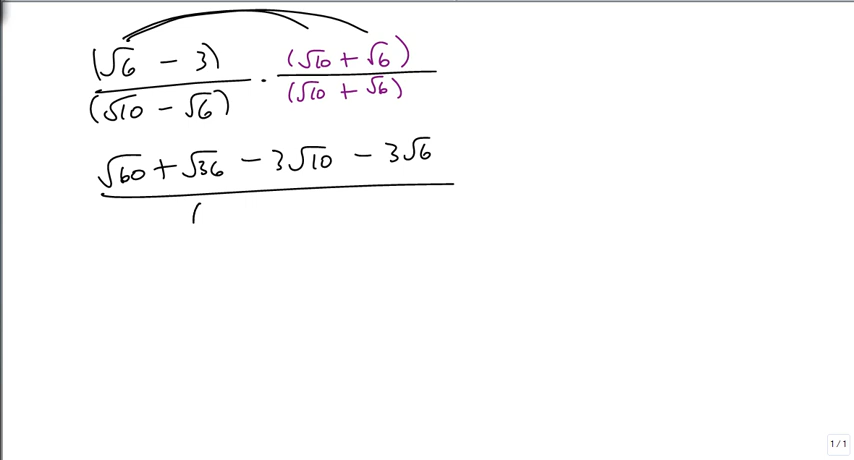 (√6 - 3) / (√10 - √6) · (√10 + √6) / (√10 + √6)
√60 + √36 - 3√10 - 3√6
(
1 / 1